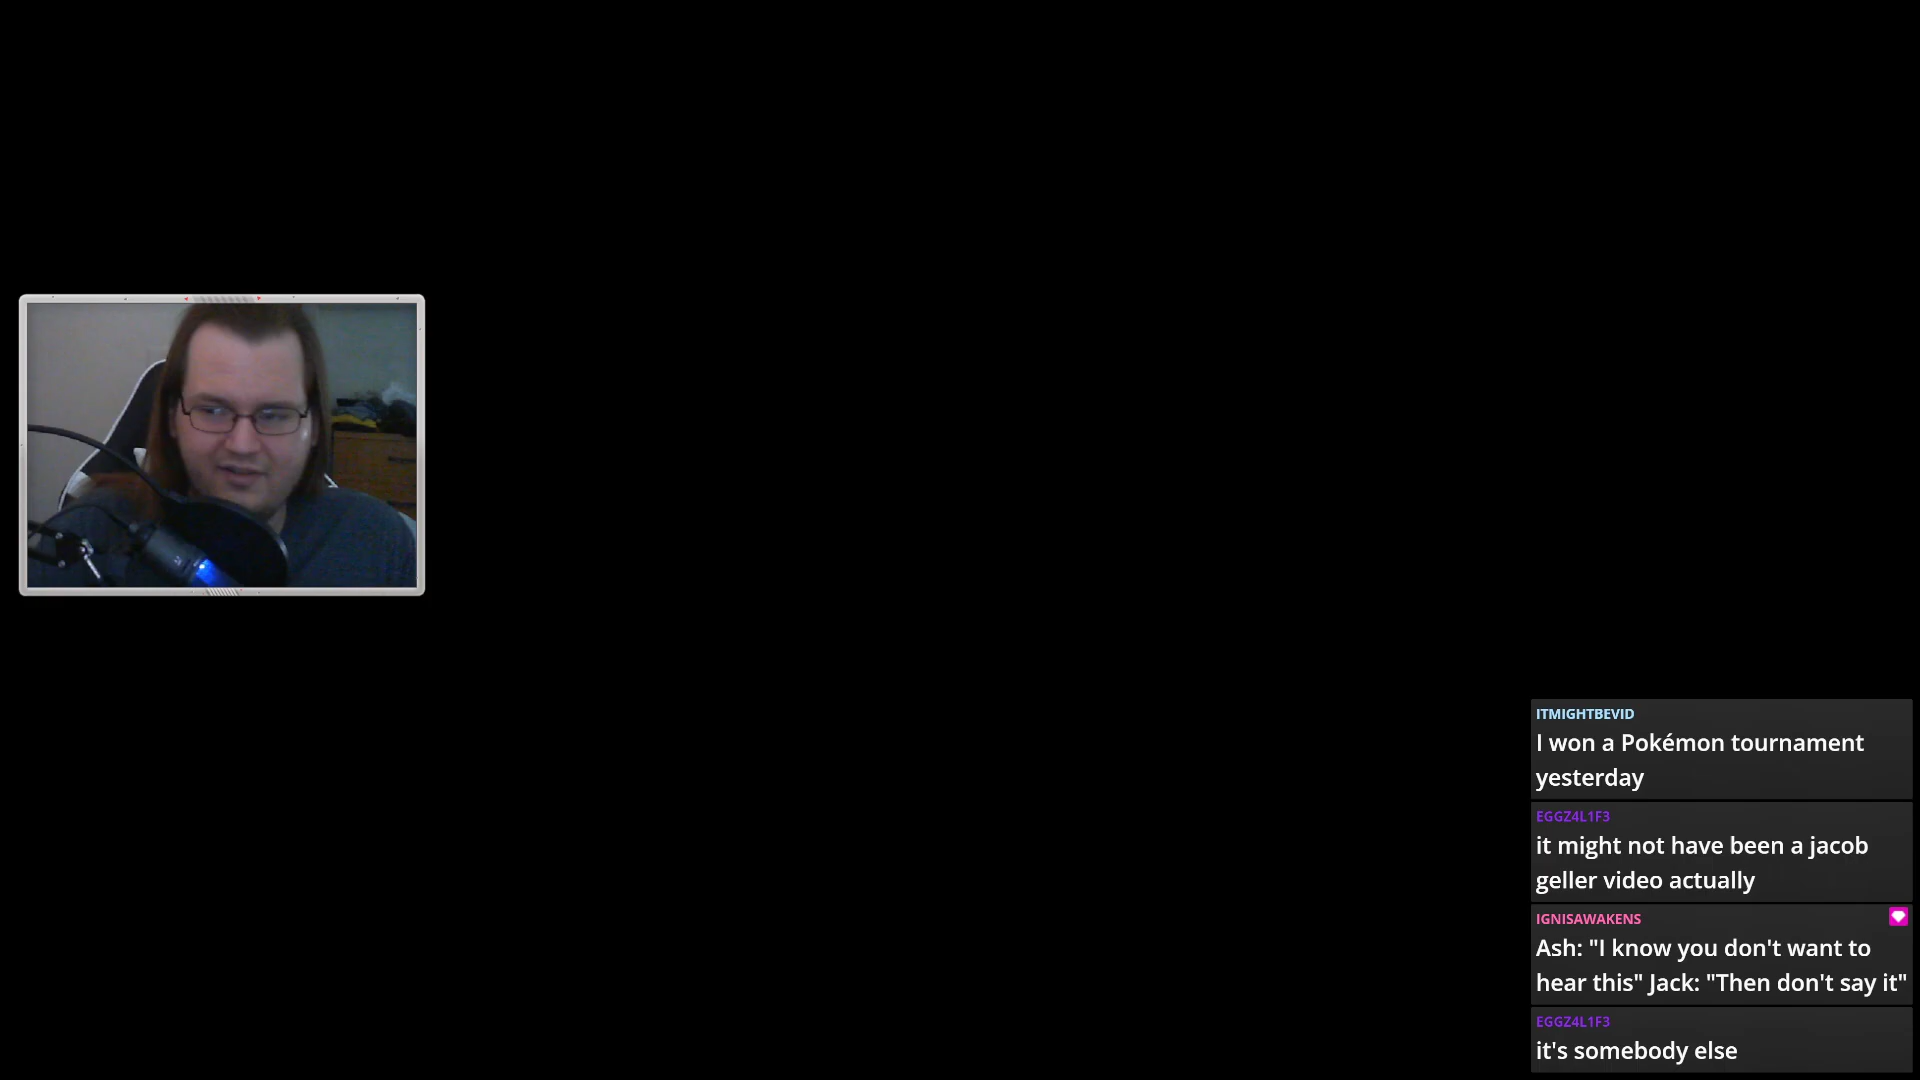 ITMIGHTBEVID
I won a Pokémon tournament
yesterday
EGGZ4L1F3
it might not have been a jacob
geller video actually
IGNISAWAKENS
Ash: "I know you don't want to
hear this" Jack: "Then don't say it"
EGGZ4L1F3
it's somebody else